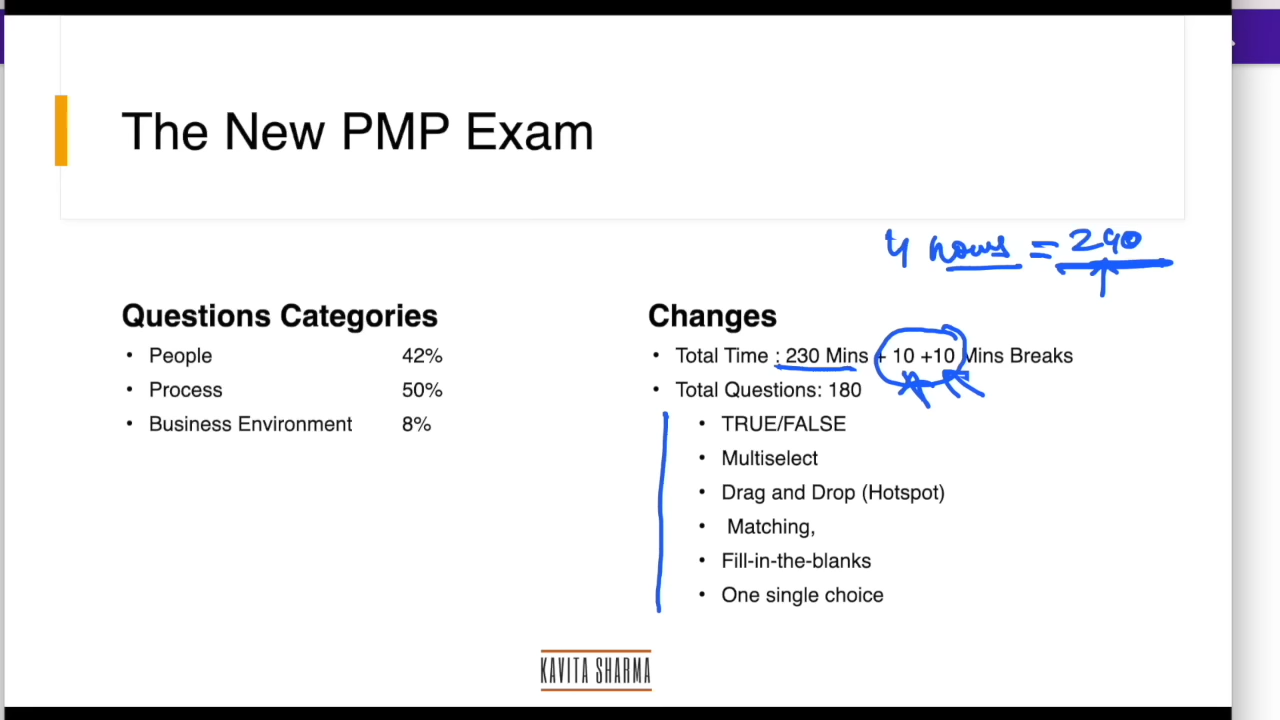 The New PMP Exam
4 hours = 240
Questions Categories
• People 42%
• Process 50%
• Business Environment 8%
Changes
• Total Time : 230 Mins + 10 +10 Mins Breaks
• Total Questions: 180
• TRUE/FALSE
• Multiselect
• Drag and Drop (Hotspot)
• Matching,
• Fill-in-the-blanks
• One single choice
KAVITA SHARMA